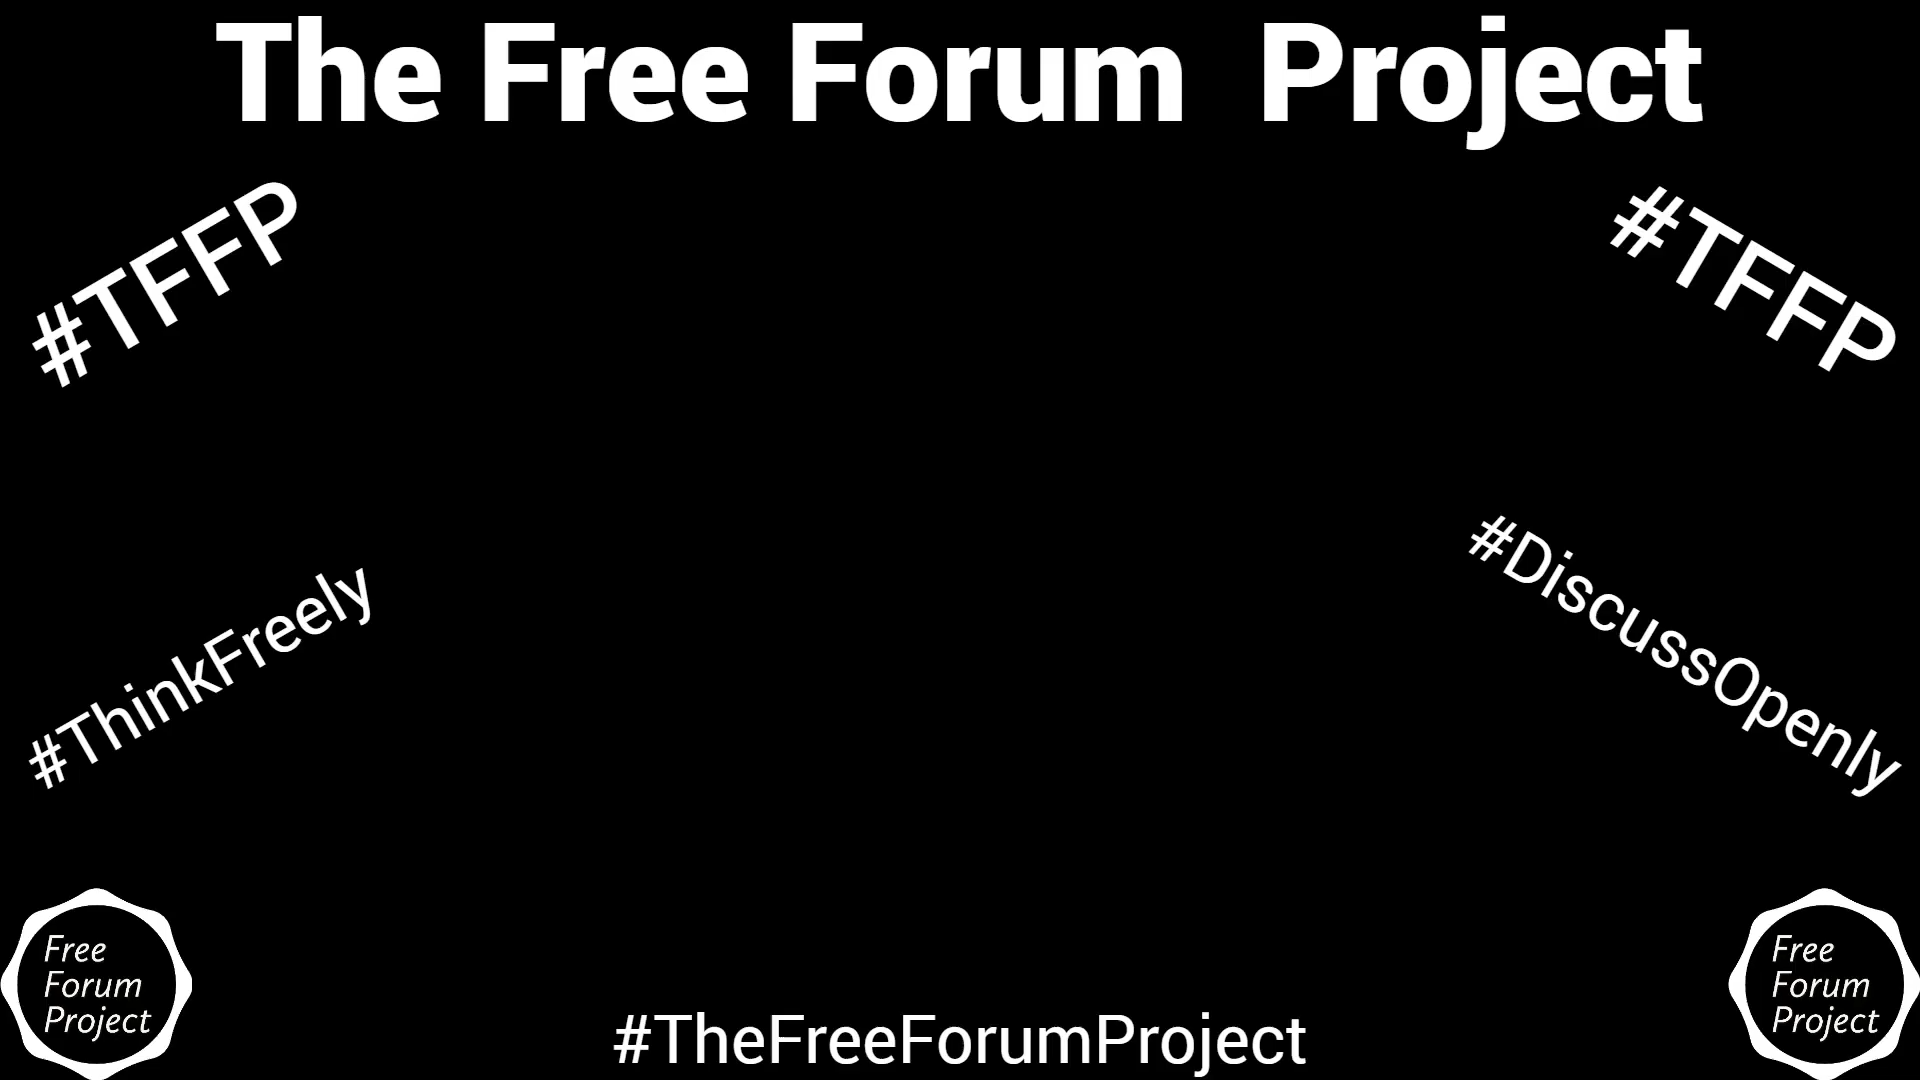 The Free Forum  Project
#TFFP
#TFFP
#ThinkFreely
#DiscussOpenly
Free
Forum
Project
Free
Forum
Project
#TheFreeForumProject